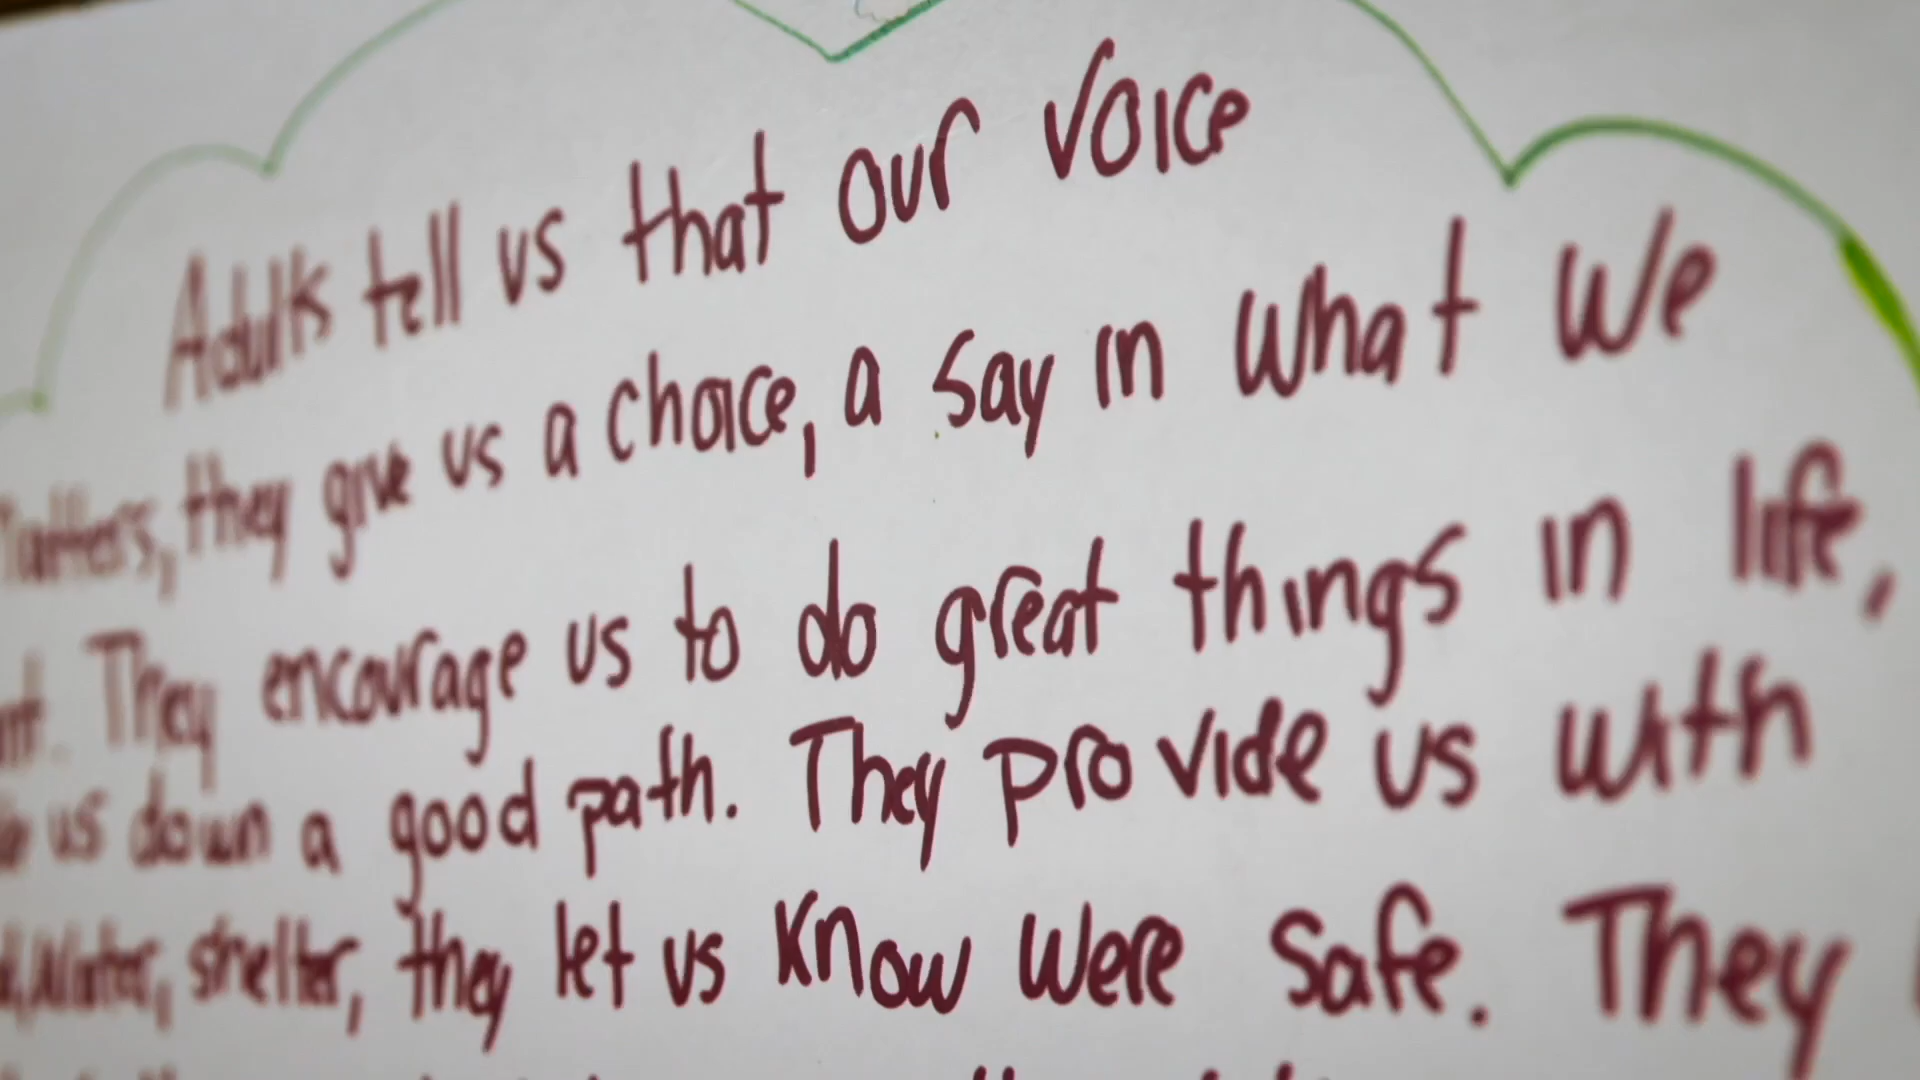 Adults tell us that our voice
Matters, they give us a choice, a say in what we
They encourage us to do great things in life,
us down a good path. They provide us with
Water, shelter, they let us know were safe. They